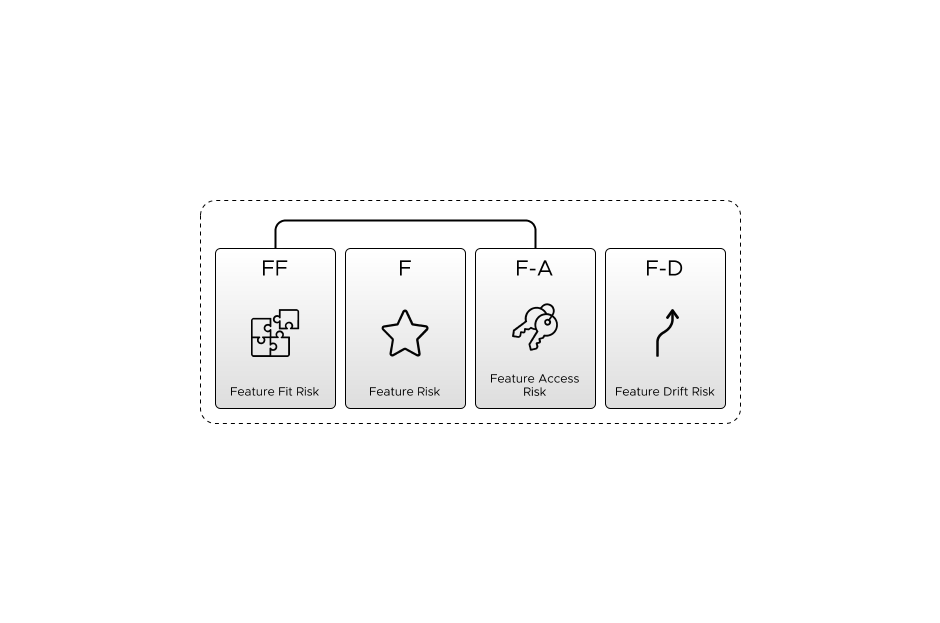 FF
F
F-A
F-D
Feature Fit Risk
Feature Risk
Feature Access
Risk
Feature Drift Risk